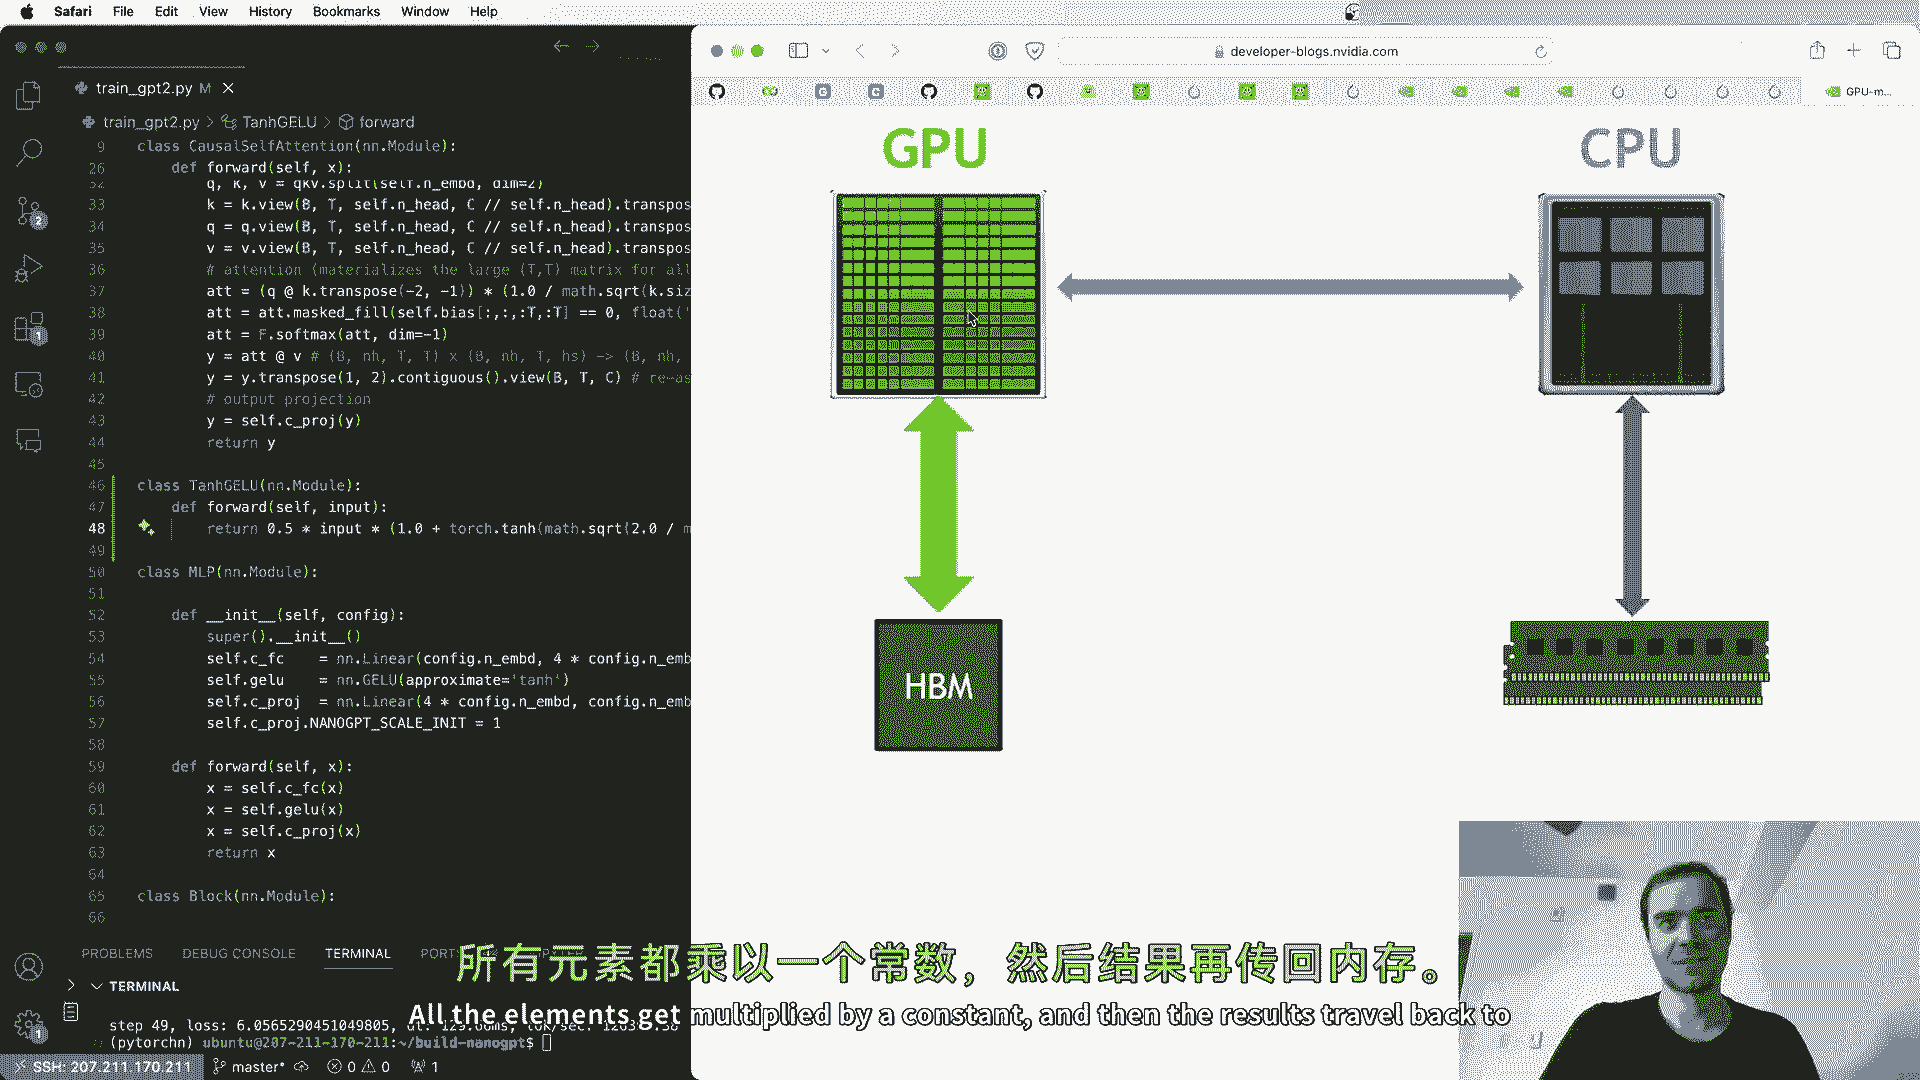 Safari File Edit View History Bookmarks Window Help
developer-blogs.nvidia.com
train_gpt2.py M
GPU-m...
train_gpt2.py > TanhGELU > forward
9 class CausalSelfAttention(nn.Module):
26 def forward(self, x):
32 q, k, v = qkv.split(self.n_embd, dim=2)
33 k = k.view(B, T, self.n_head, C // self.n_head).transpos
34 q = q.view(B, T, self.n_head, C // self.n_head).transpos
35 v = v.view(B, T, self.n_head, C // self.n_head).transpos
36 # attention (materializes the large (T,T) matrix for all
37 att = (q @ k.transpose(-2, -1)) * (1.0 / math.sqrt(k.siz
38 att = att.masked_fill(self.bias[:,:,:T,:T] == 0, float('
39 att = F.softmax(att, dim=-1)
40 y = att @ v # (B, nh, T, T) x (B, nh, T, hs) -> (B, nh,
41 y = y.transpose(1, 2).contiguous().view(B, T, C) # re-as
42 # output projection
43 y = self.c_proj(y)
44 return y
45
46 class TanhGELU(nn.Module):
47 def forward(self, input):
48 return 0.5 * input * (1.0 + torch.tanh(math.sqrt(2.0 / m
49
50 class MLP(nn.Module):
51
52 def __init__(self, config):
53 super().__init__()
54 self.c_fc = nn.Linear(config.n_embd, 4 * config.n_emb
55 self.gelu = nn.GELU(approximate='tanh')
56 self.c_proj = nn.Linear(4 * config.n_embd, config.n_emb
57 self.c_proj.NANOGPT_SCALE_INIT = 1
58
59 def forward(self, x):
60 x = self.c_fc(x)
61 x = self.gelu(x)
62 x = self.c_proj(x)
63 return x
64
65 class Block(nn.Module):
66
GPU
CPU
HBM
PROBLEMS DEBUG CONSOLE TERMINAL PORTS
TERMINAL
step 49, loss: 6.0565290451049805,
(pytorchn) ubuntu@207-211-170-211:~/build-nanogpt$
SSH: 207.211.170.211 master* 0 0 1
所有元素都乘以一个常数，然后结果再传回内存。
All the elements get multiplied by a constant, and then the results travel back to